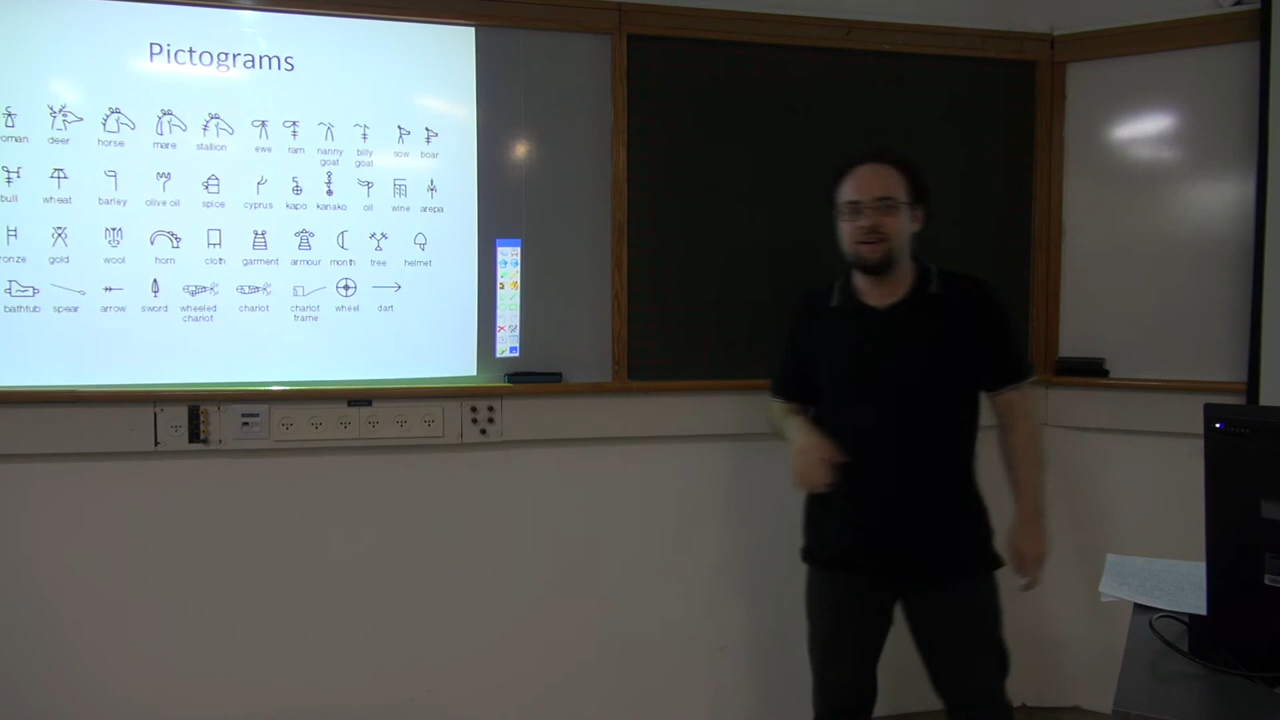 Pictograms
oman deer horse mare stallion ewe ram nanny goat billy goat sow boar
bull wheat barley olive oil spice cyprus kapo kanako oil wine arepa
ronze gold wool horn cloth garment armour month tree helmet
bathtub spear arrow sword wheeled chariot chariot chariot frame wheel dart